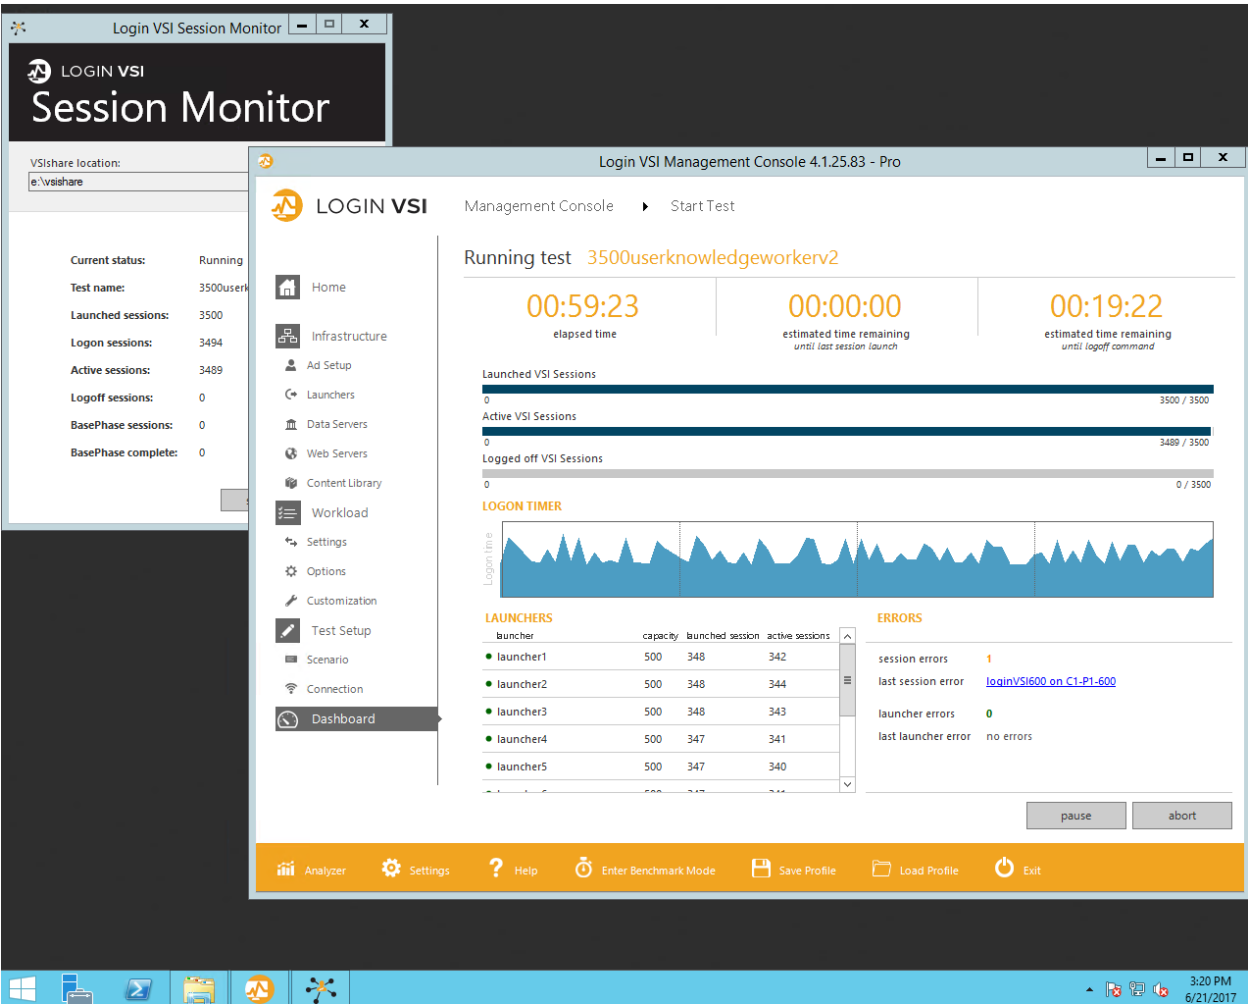 Login VSI Session Monitor
LOGIN VSI
Session Monitor
VSIshare location:
e:\vsishare
Current status: Running
Test name: 3500userk
Launched sessions: 3500
Logon sessions: 3494
Active sessions: 3489
Logoff sessions: 0
BasePhase sessions: 0
BasePhase complete: 0
Login VSI Management Console 4.1.25.83 - Pro
LOGIN VSI
Management Console Start Test
Home
Infrastructure
Ad Setup
Launchers
Data Servers
Web Servers
Content Library
Workload
Settings
Options
Customization
Test Setup
Scenario
Connection
Dashboard
Running test 3500userknowledgeworkerv2
00:59:23
elapsed time
00:00:00
estimated time remaining
until last session launch
00:19:22
estimated time remaining
until logoff command
Launched VSI Sessions
0 3500 / 3500
Active VSI Sessions
0 3489 / 3500
Logged off VSI Sessions
0 0 / 3500
LOGON TIMER
Logon time
LAUNCHERS
launcher capacity launched session active sessions
launcher1 500 348 342
launcher2 500 348 344
launcher3 500 348 343
launcher4 500 347 341
launcher5 500 347 340
ERRORS
session errors 1
last session error loginVSI600 on C1-P1-600
launcher errors 0
last launcher error no errors
pause abort
Analyzer Settings Help Enter Benchmark Mode Save Profile Load Profile Exit
3:20 PM
6/21/2017